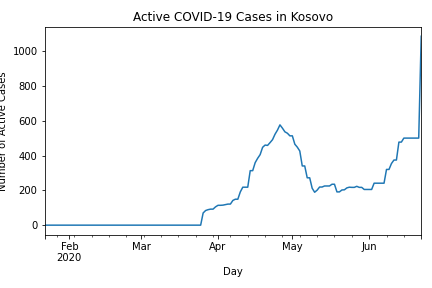 Active COVID-19 Cases in Kosovo
Number of Active Cases
1000
800
600
400
200
0
Feb
2020
Mar
Apr
May
Jun
Day